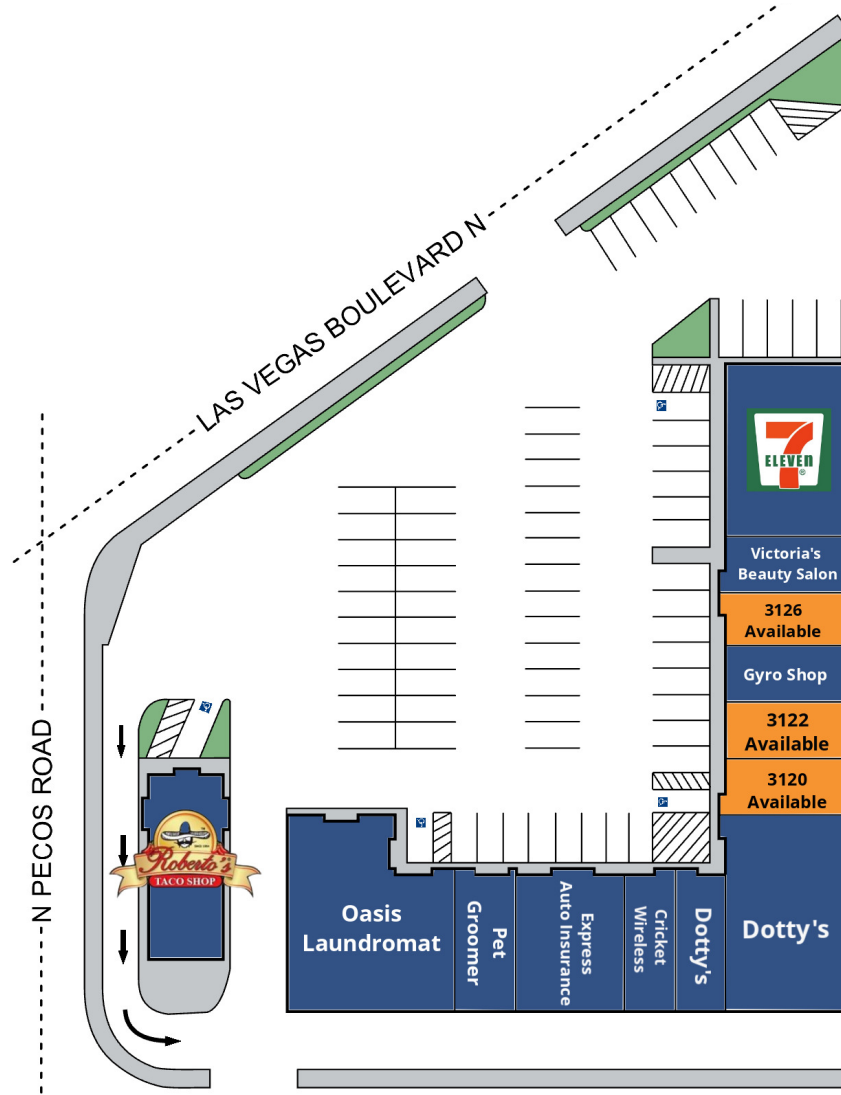 LAS VEGAS BOULEVARD N
7
ELEVEN
®
Victoria's
Beauty Salon
3126
Available
Gyro Shop
3122
Available
3120
Available
N PECOS ROAD
Roberto's
TACO SHOP
Oasis
Laundromat
Pet
Groomer
Express
Auto Insurance
Cricket
Wireless
Dotty's
Dotty's